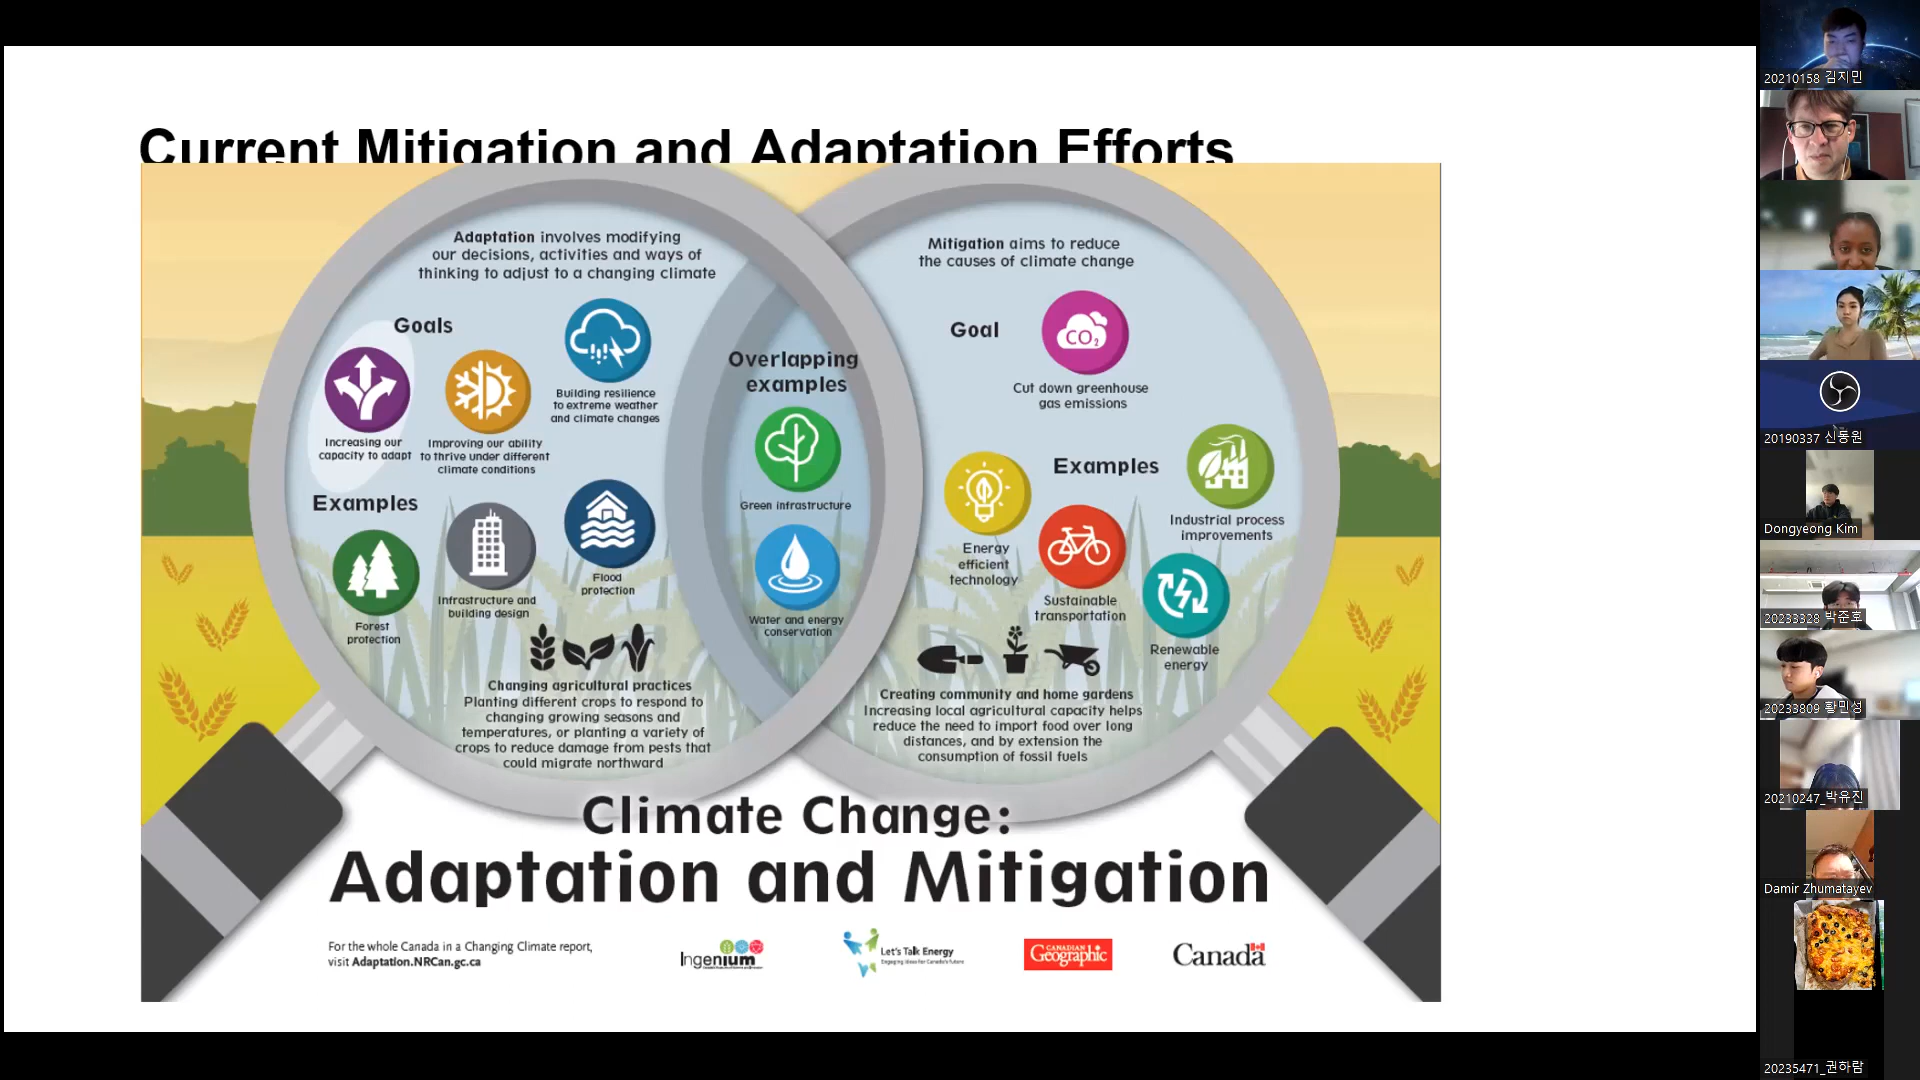 Current Mitigation and Adaptation Efforts
Adaptation involves modifying
our decisions, activities and ways of
thinking to adjust to a changing climate
Goals
Increasing our
capacity to adapt
Improving our ability
to thrive under different
climate conditions
Building resilience
to extreme weather
and climate changes
Examples
Forest
protection
Infrastructure and
building design
Flood
protection
Changing agricultural practices
Planting different crops to respond to
changing growing seasons and
temperatures, or planting a variety of
crops to reduce damage from pests that
could migrate northward
Overlapping
examples
Green infrastructure
Water and energy
conservation
Mitigation aims to reduce
the causes of climate change
Goal
CO₂
Cut down greenhouse
gas emissions
Examples
Energy
efficient
technology
Sustainable
transportation
Industrial process
improvements
Renewable
energy
Creating community and home gardens
Increasing local agricultural capacity helps
reduce the need to import food over long
distances, and by extension the
consumption of fossil fuels
Climate Change:
Adaptation and Mitigation
For the whole Canada in a Changing Climate report,
visit Adaptation.NRCan.gc.ca
Ingenium
Let's Talk Energy
Engaging Ideas for Canada's Future
CANADIAN
Geographic
Canada
20210158 김지민
20190337 신동원
Dongyeong Kim
20233328 박준호
20233809 황민성
20210247_박유진
Damir Zhumatayev
20235471_권하람